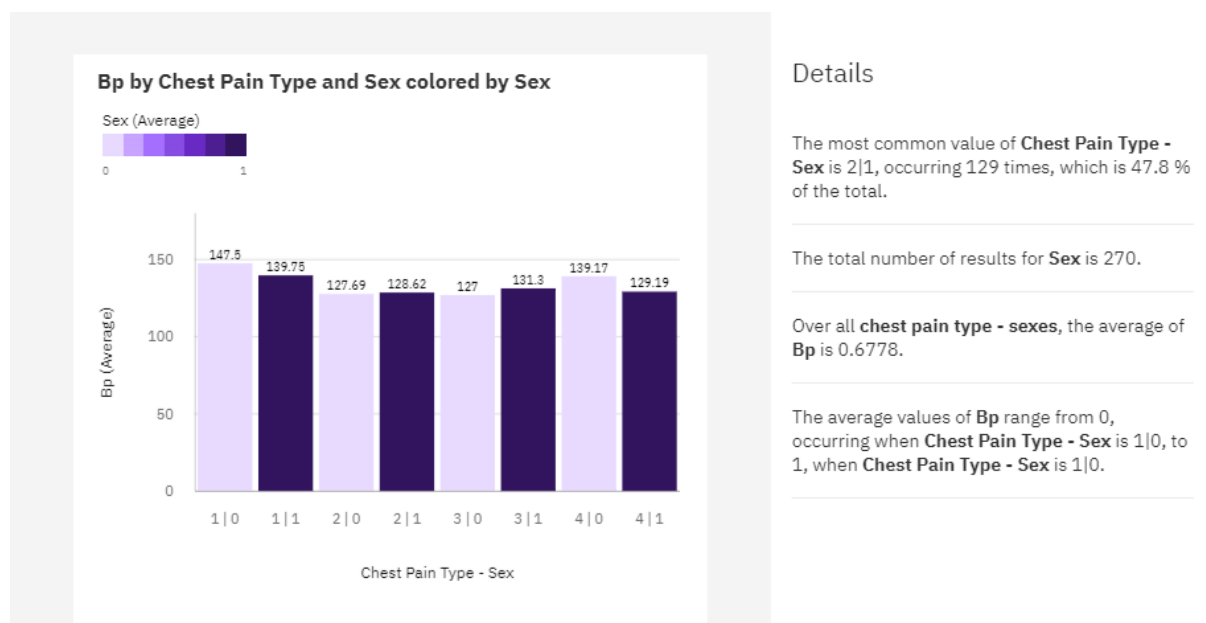 Bp by Chest Pain Type and Sex colored by Sex
Sex (Average)
0 1
150
100
50
0
Bp (Average)
147.5
139.75
127.69
128.62
127
131.3
139.17
129.19
1|0 1|1 2|0 2|1 3|0 3|1 4|0 4|1
Chest Pain Type - Sex
Details
The most common value of Chest Pain Type -
Sex is 2|1, occurring 129 times, which is 47.8 %
of the total.
The total number of results for Sex is 270.
Over all chest pain type - sexes, the average of
Bp is 0.6778.
The average values of Bp range from 0,
occurring when Chest Pain Type - Sex is 1|0, to
1, when Chest Pain Type - Sex is 1|0.